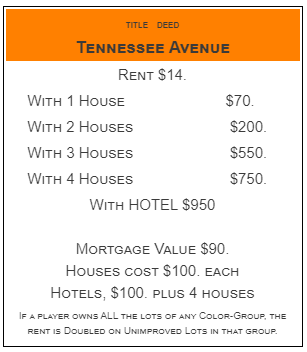 TITLE DEED
TENNESSEE AVENUE
RENT $14.
WITH 1 HOUSE $70.
WITH 2 HOUSES $200.
WITH 3 HOUSES $550.
WITH 4 HOUSES $750.
WITH HOTEL $950
MORTGAGE VALUE $90.
HOUSES COST $100. EACH
HOTELS, $100. PLUS 4 HOUSES
IF A PLAYER OWNS ALL THE LOTS OF ANY COLOR-GROUP, THE
RENT IS DOUBLED ON UNIMPROVED LOTS IN THAT GROUP.